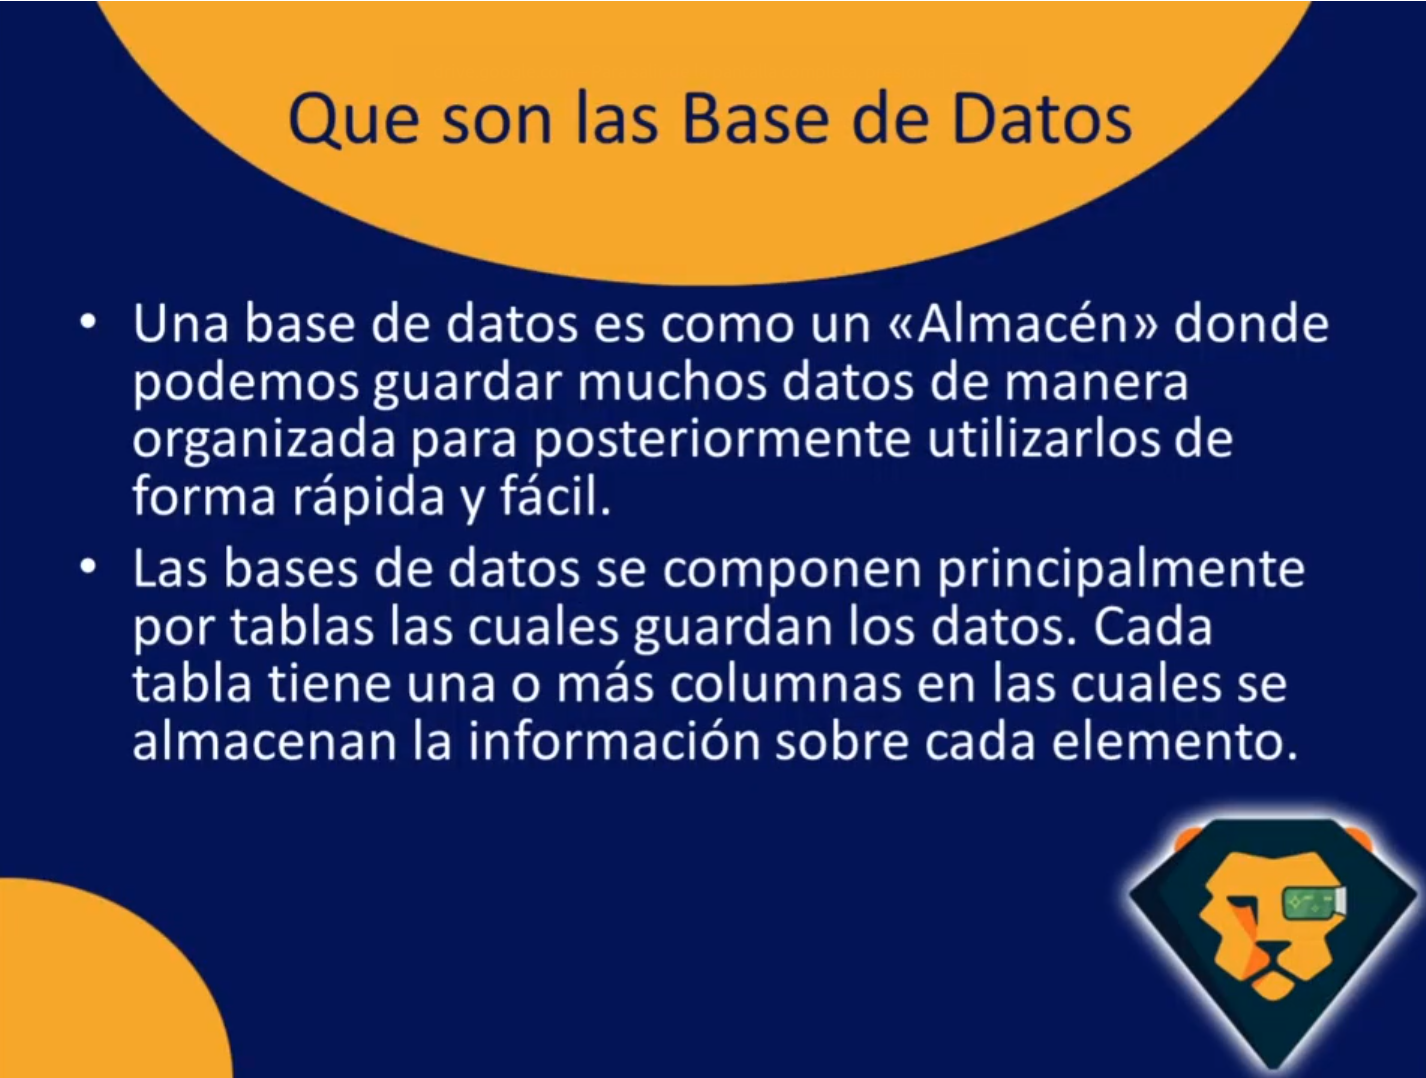 Que son las Base de Datos
• Una base de datos es como un «Almacén» donde
podemos guardar muchos datos de manera
organizada para posteriormente utilizarlos de
forma rápida y fácil.
• Las bases de datos se componen principalmente
por tablas las cuales guardan los datos. Cada
tabla tiene una o más columnas en las cuales se
almacenan la información sobre cada elemento.